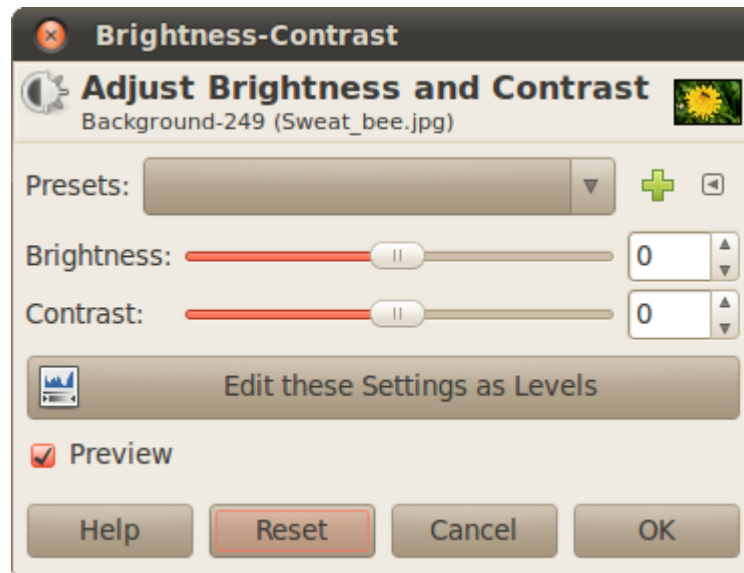 Brightness-Contrast
Adjust Brightness and Contrast
Background-249 (Sweat_bee.jpg)
Presets:
Brightness: 0
Contrast: 0
Edit these Settings as Levels
Preview
Help Reset Cancel OK